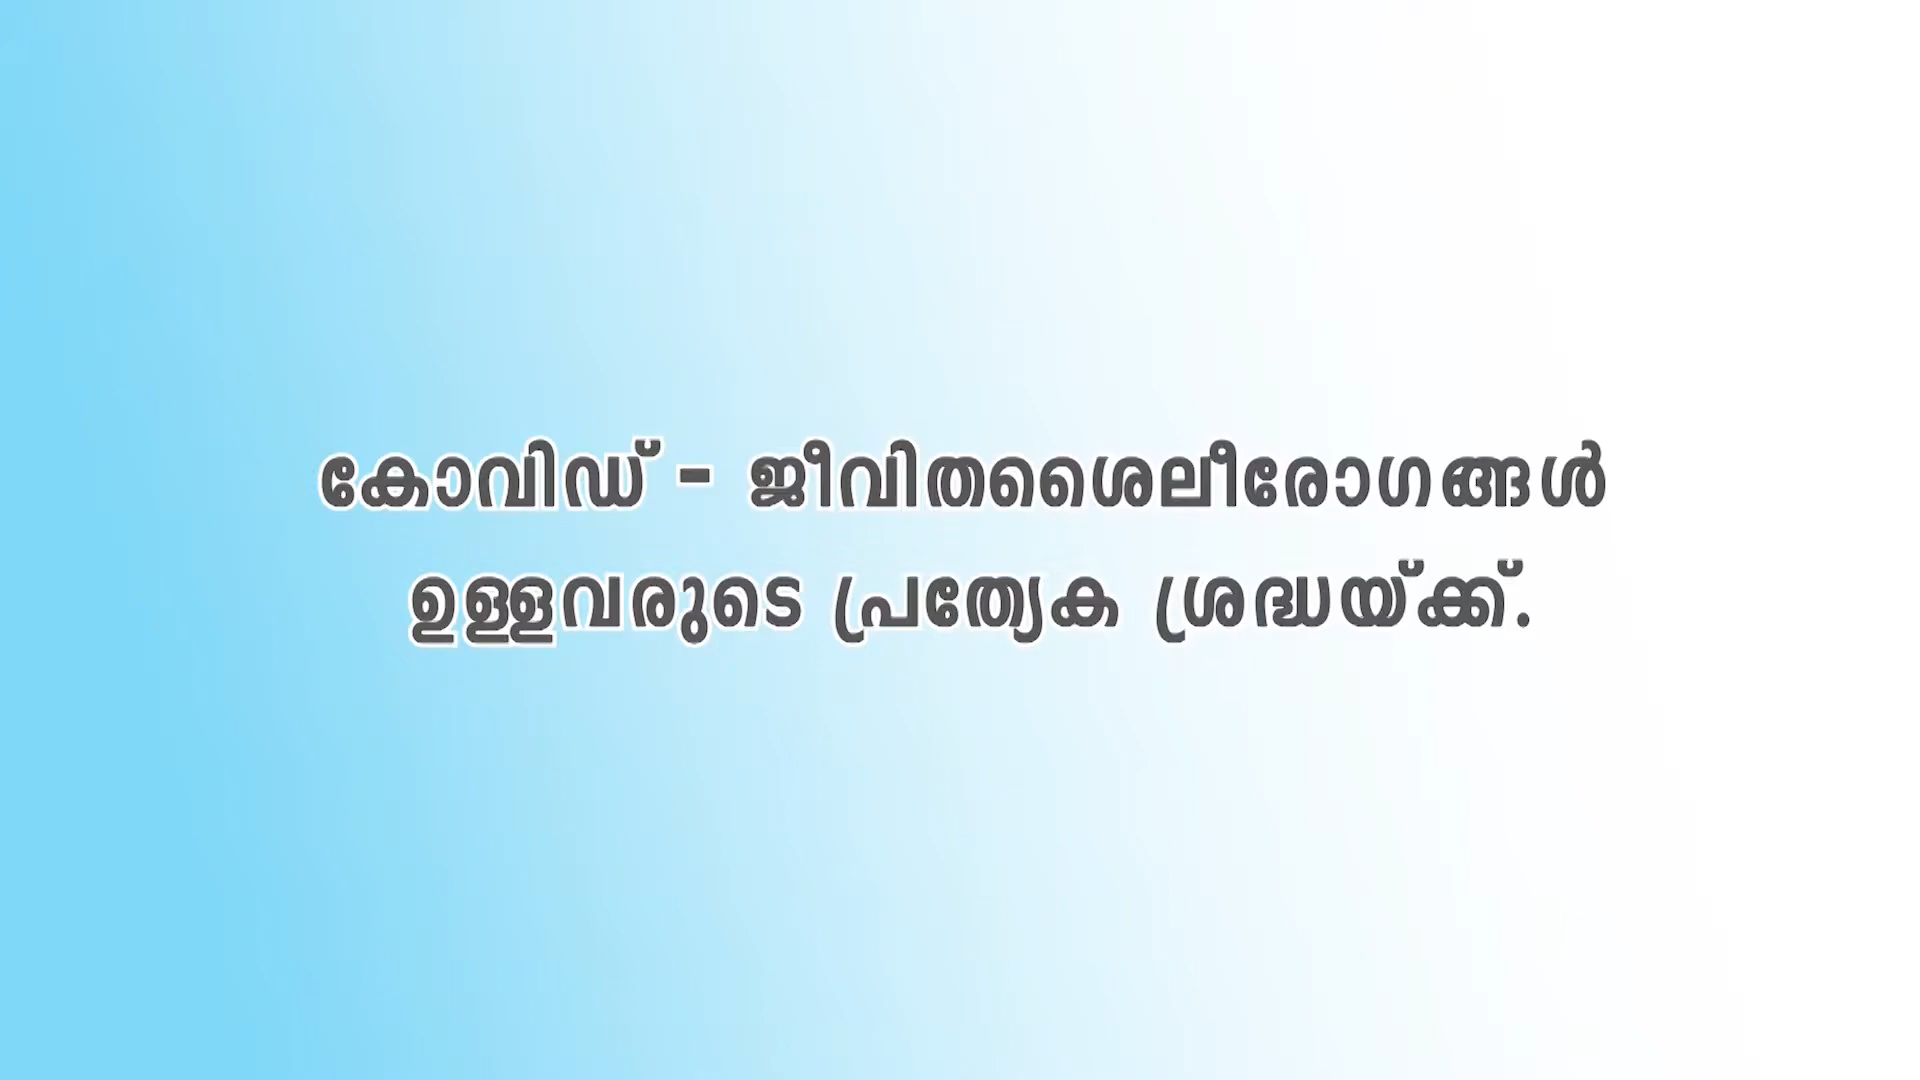 കോവിഡ് - ജീവിതശൈലീരോഗങ്ങൾ
ഉള്ളവരുടെ പ്രത്യേക ശ്രദ്ധയ്ക്ക്.